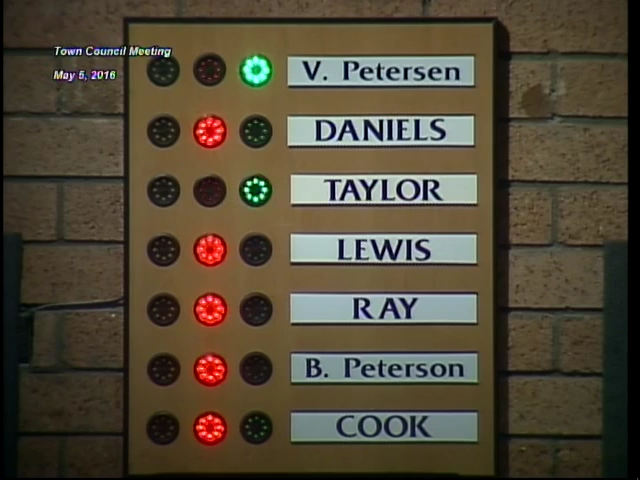 Town Council Meeting
May 5, 2016
V. Petersen
DANIELS
TAYLOR
LEWIS
RAY
B. Peterson
COOK